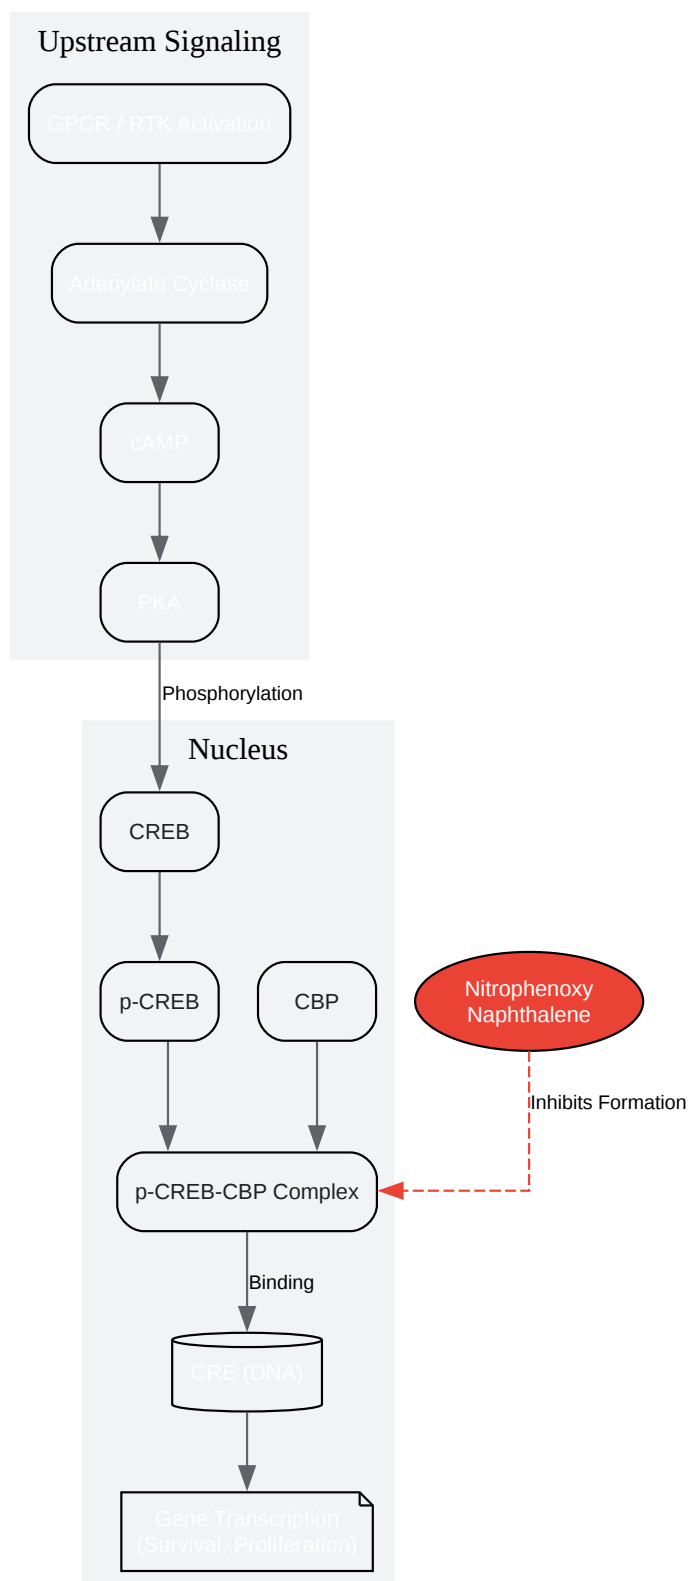 Upstream Signaling
GPCR / RTK Activation
Adenylate Cyclase
cAMP
PKA
Phosphorylation
Nucleus
CREB
p-CREB
CBP
Nitrophenoxy
Naphthalene
Inhibits Formation
p-CREB-CBP Complex
Binding
CRE (DNA)
Gene Transcription
(Survival, Proliferation)